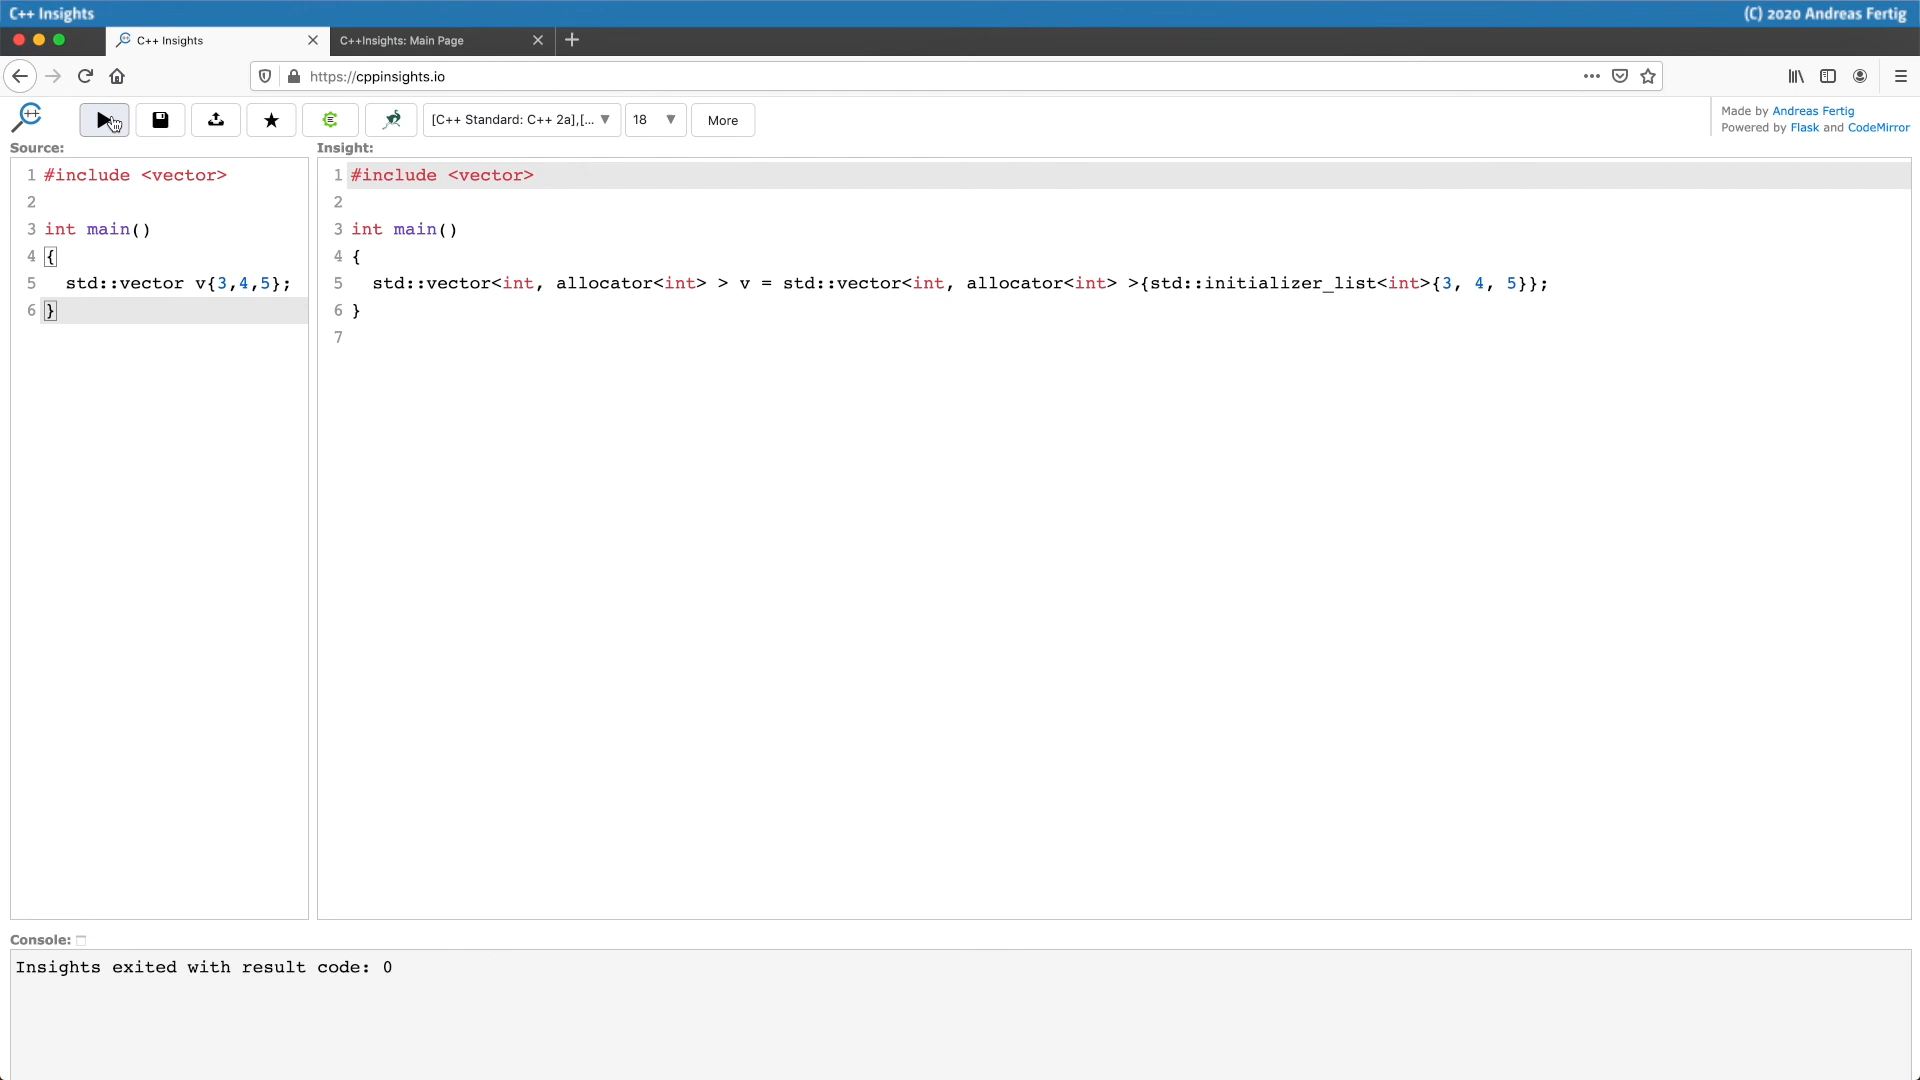 C++ Insights
(C) 2020 Andreas Fertig
C++ Insights
C++Insights: Main Page
https://cppinsights.io
[C++ Standard: C++ 2a],[...
18
More
Made by Andreas Fertig
Powered by Flask and CodeMirror
Source:
1 #include <vector>
2
3 int main()
4 {
5   std::vector v{3,4,5};
6 }
Insight:
1 #include <vector>
2
3 int main()
4 {
5   std::vector<int, allocator<int> > v = std::vector<int, allocator<int> >{std::initializer_list<int>{3, 4, 5}};
6 }
7
Console:
Insights exited with result code: 0